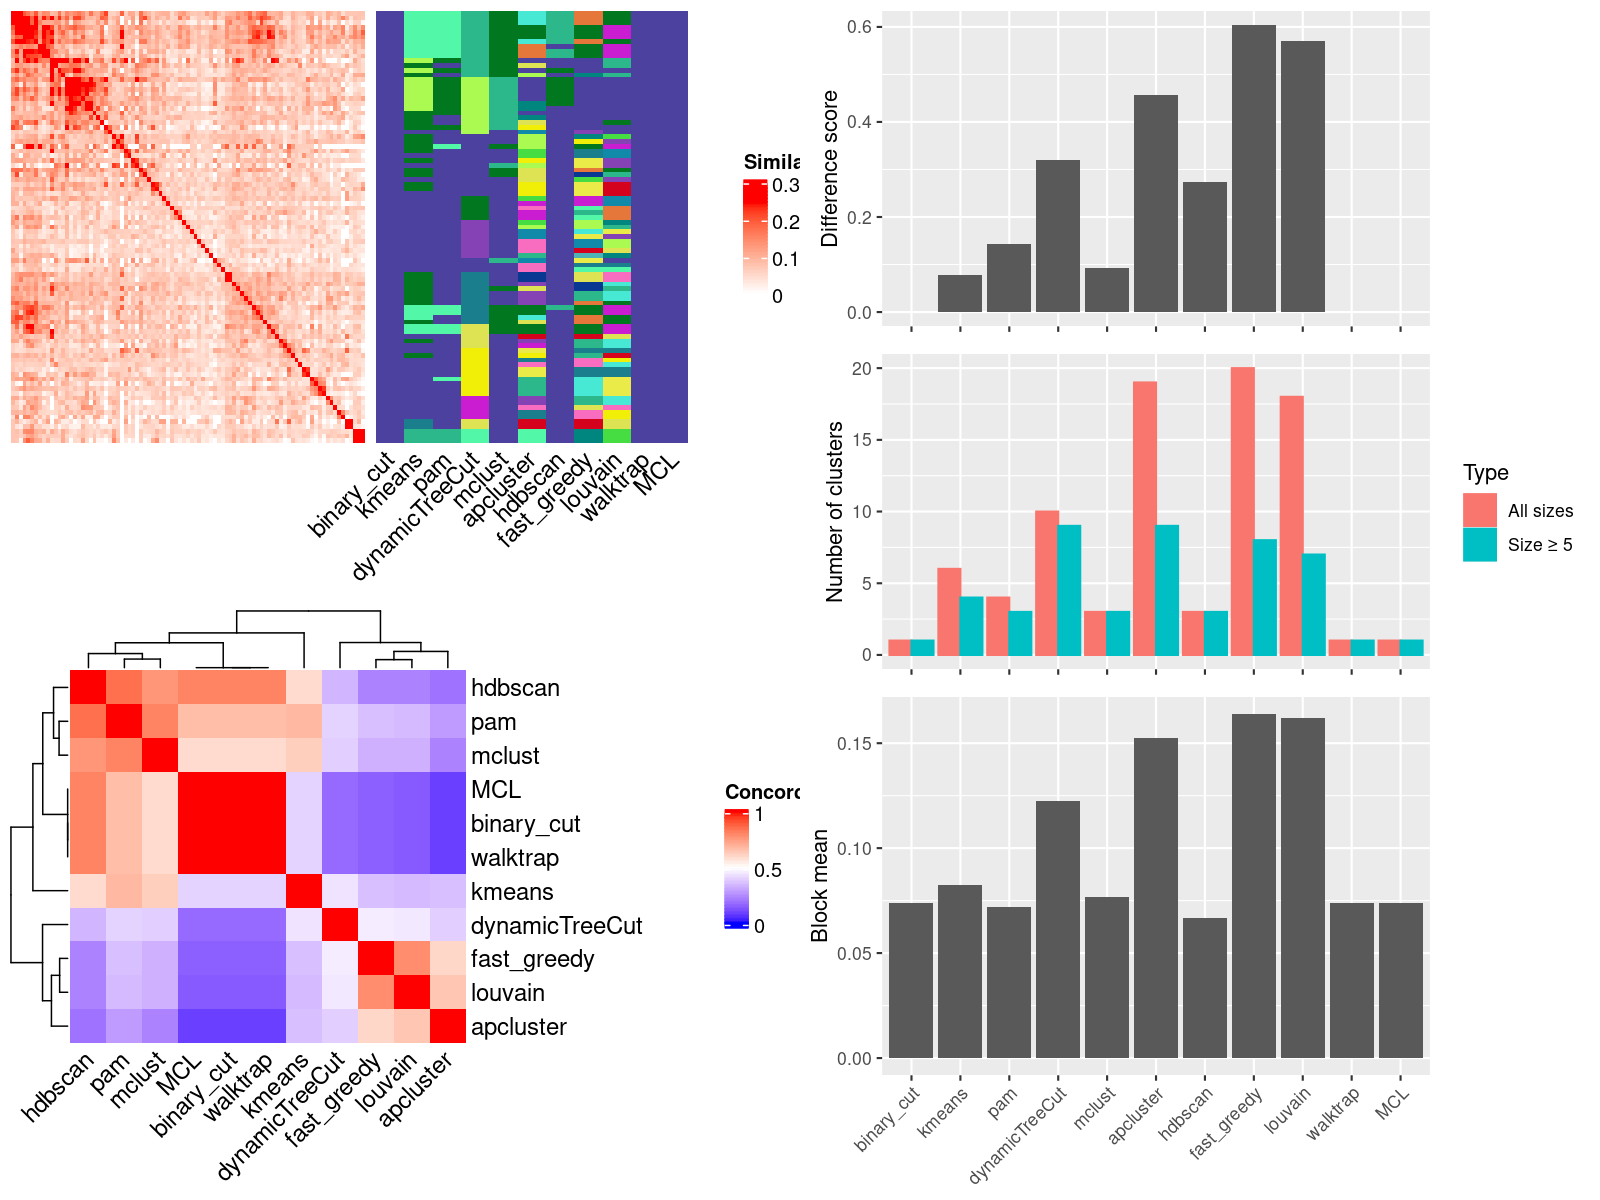 Simila
0.3
0.2
0.1
0
binary_cut
kmeans
pam
dynamicTreeCut
mclust
apcluster
hdbscan
fast_greedy
louvain
walktrap
MCL
hdbscan
pam
mclust
MCL
binary_cut
walktrap
kmeans
dynamicTreeCut
fast_greedy
louvain
apcluster
Concorc
1
0.5
0
hdbscan
pam
mclust
MCL
binary_cut
walktrap
kmeans
dynamicTreeCut
fast_greedy
louvain
apcluster
Difference score
0.6
0.4
0.2
0.0
Number of clusters
20
15
10
5
0
Type
All sizes
Size ≥ 5
Block mean
0.15
0.10
0.05
0.00
binary_cut
kmeans
pam
dynamicTreeCut
mclust
apcluster
hdbscan
fast_greedy
louvain
walktrap
MCL